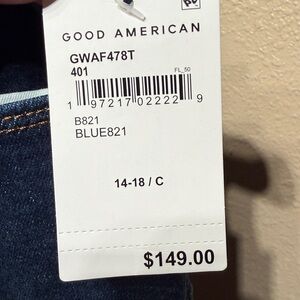 GOOD AMERICAN
GWAF478T
401
FL_50
1 97217 02222 9
B821
BLUE821
14-18 / C
$149.00